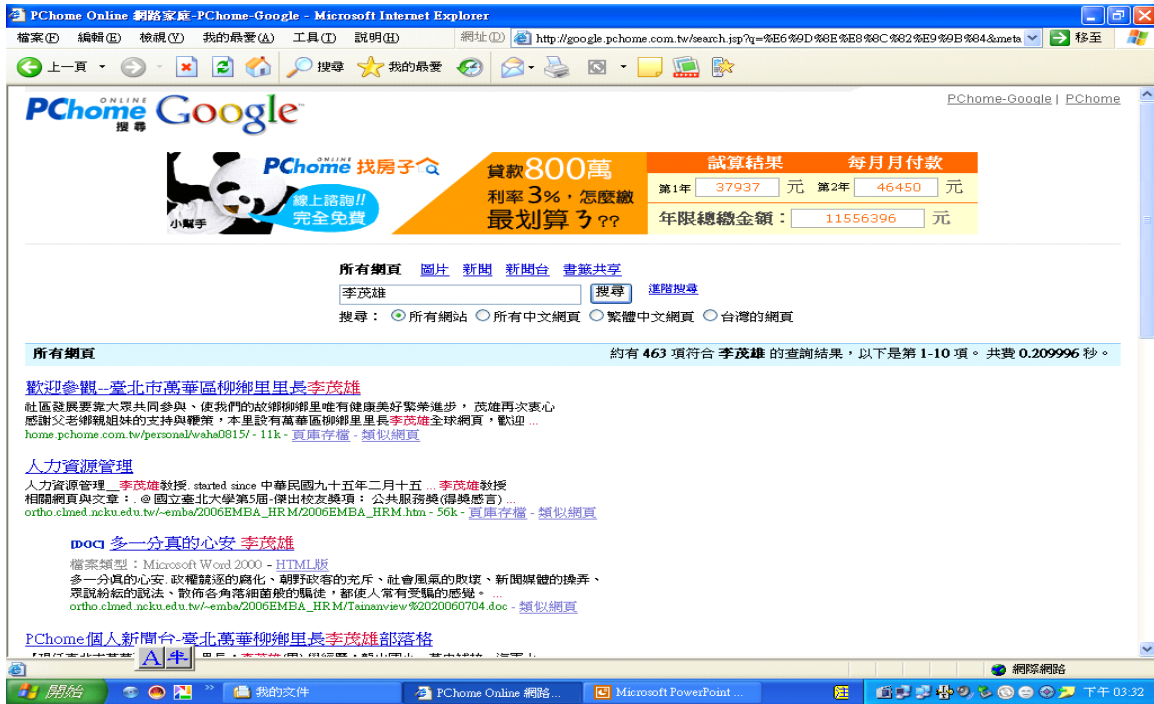 PChome Online 網路家庭-PChome-Google - Microsoft Internet Explorer
檔案(F) 編輯(E) 檢視(V) 我的最愛(A) 工具(T) 說明(H) 網址(D) http://google.pchome.com.tw/search.jsp?q=%E6%9D%8E%E8%8C%82%E9%9B%84&meta 移至
上一頁 搜尋 我的最愛
PChome ONLINE 搜尋 Google
PChome-Google | PChome
PChome ONLINE 找房子
小幫手
線上諮詢!!
完全免費
貸款800萬
利率3%，怎麼繳
最划算？??
試算結果 每月月付款
第1年 37937 元 第2年 46450 元
年限總繳金額： 11556396 元
所有網頁 圖片 新聞 新聞台 書籤共享
李茂雄 搜尋 進階搜尋
搜尋： 所有網站 所有中文網頁 繁體中文網頁 台灣的網頁
所有網頁 約有 463 項符合 李茂雄 的查詢結果，以下是第 1-10 項。 共費 0.209996 秒。
歡迎參觀--臺北市萬華區柳鄉里里長李茂雄
社區發展要靠大眾共同參與、使我們的故鄉柳鄉里唯有健康美好繁榮進步， 茂雄再次衷心
感謝父老鄉親姐妹的支持與鞭策，本里設有萬華區柳鄉里里長李茂雄全球網頁，歡迎 ...
home.pchome.com.tw/personal/waha0815/ - 11k - 頁庫存檔 - 類似網頁
人力資源管理
人力資源管理__李茂雄教授. started since 中華民國九十五年二月十五 ... 李茂雄教授
相關網頁與文章：. @ 國立臺北大學第5屆-傑出校友獎項： 公共服務獎(得獎感言) ...
ortho.clmed.ncku.edu.tw/~emba/2006EMBA_HRM/2006EMBA_HRM.htm - 56k - 頁庫存檔 - 類似網頁
[DOC] 多一分真的心安 李茂雄
檔案類型：Microsoft Word 2000 - HTML版
多一分真的心安. 政權競逐的腐化、朝野政客的充斥、社會風氣的敗壞、新聞媒體的操弄、
眾說紛紜的說法、散佈各角落細菌般的騙徒，都使人常有受騙的感覺。 ...
ortho.clmed.ncku.edu.tw/~emba/2006EMBA_HRM/Tainanview%2020060704.doc - 類似網頁
PChome個人新聞台-臺北萬華柳鄉里長李茂雄部落格
A 半
網際網路
開始 我的文件 PChome Online 網路... Microsoft PowerPoint ... 下午 03:32